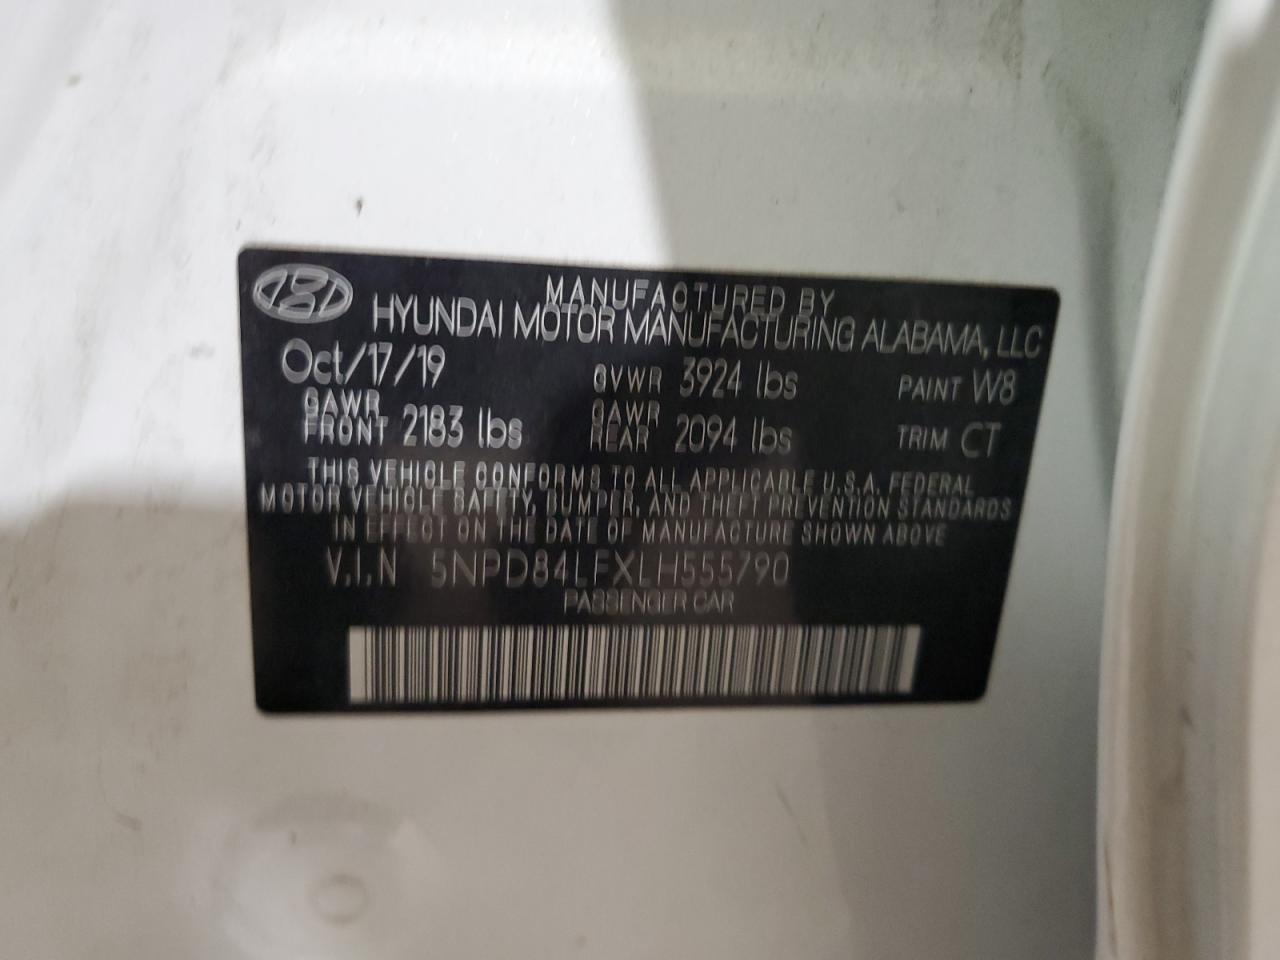 MANUFACTURED BY
HYUNDAI MOTOR MANUFACTURING ALABAMA, LLC
Oct/17/19 GVWR 3924 lbs PAINT W8
GAWR FRONT 2183 lbs GAWR REAR 2094 lbs TRIM CT
THIS VEHICLE CONFORMS TO ALL APPLICABLE U.S.A. FEDERAL
MOTOR VEHICLE SAFETY, BUMPER, AND THEFT PREVENTION STANDARDS
IN EFFECT ON THE DATE OF MANUFACTURE SHOWN ABOVE
V.I.N 5NPD84LFXLH555790
PASSENGER CAR